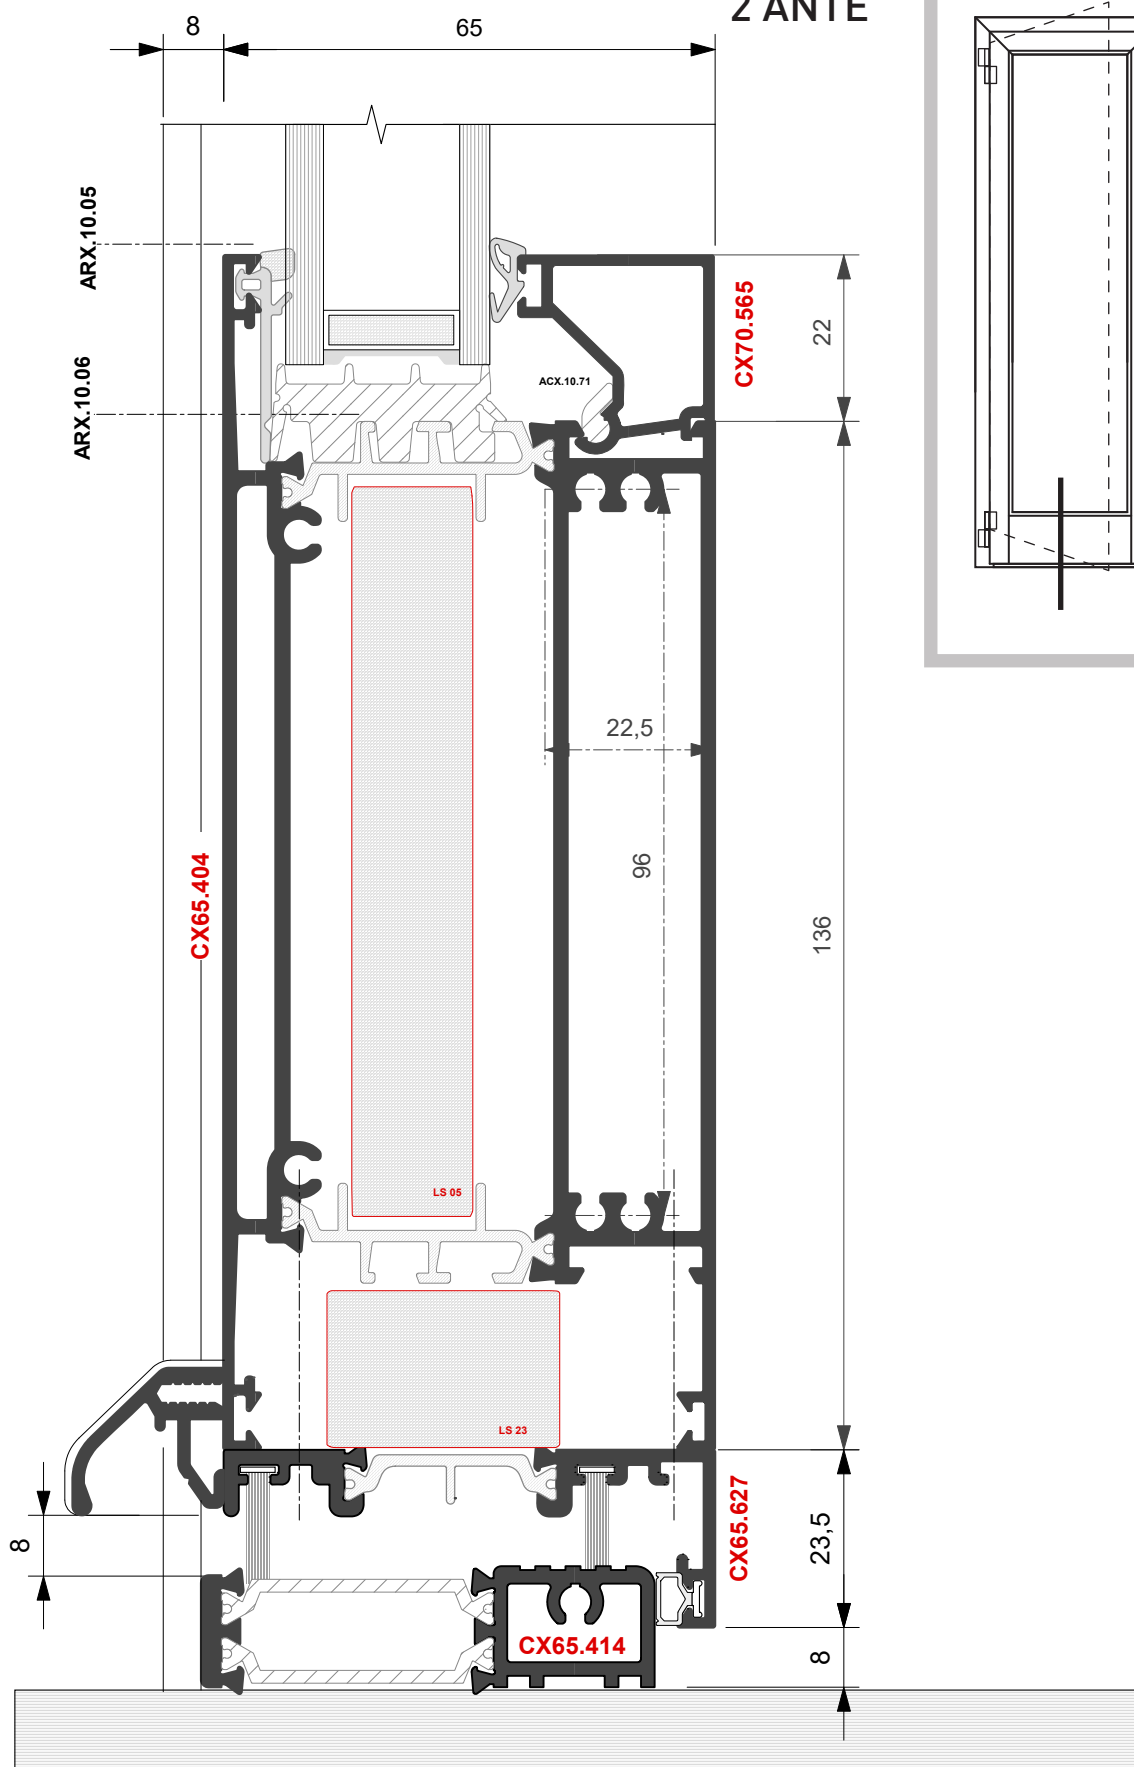 2 ANTE
8
65
ARX.10.05
ARX.10.06
CX70.565
22
ACX.10.71
22,5
96
136
CX65.404
LS 05
LS 23
CX65.627
23,5
8
CX65.414
8